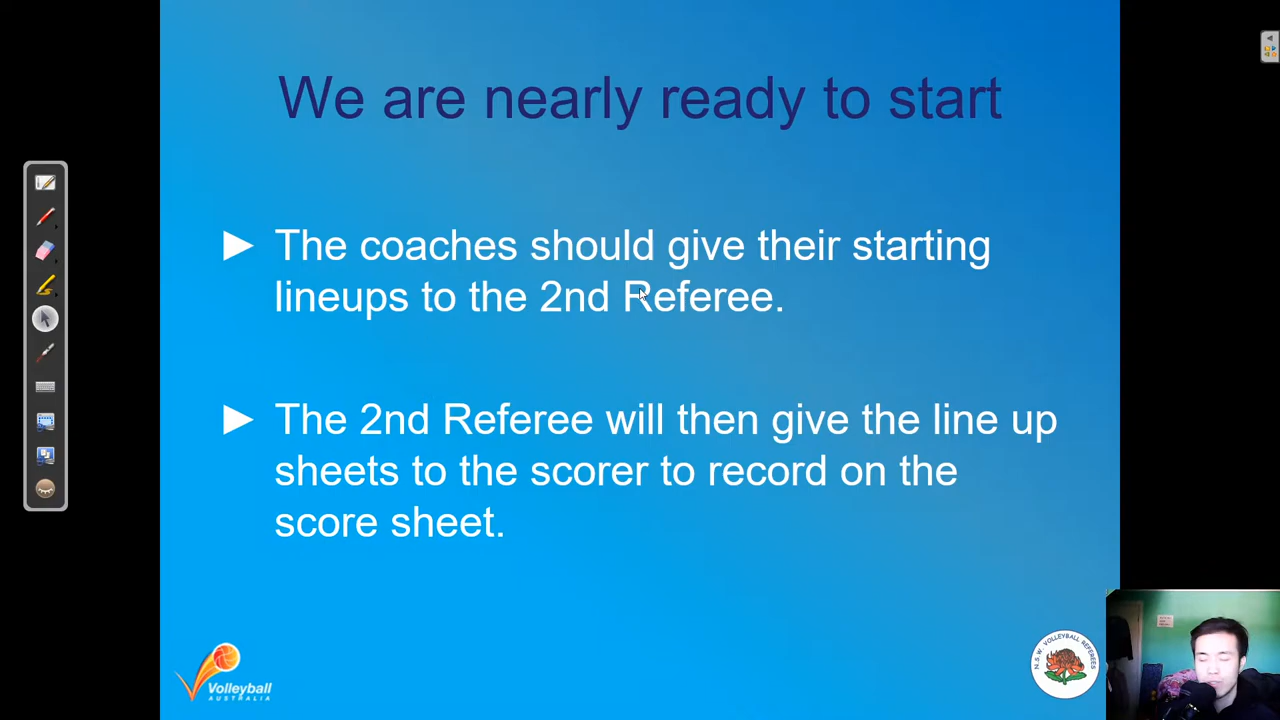 We are nearly ready to start
► The coaches should give their starting
lineups to the 2nd Referee.
► The 2nd Referee will then give the line up
sheets to the scorer to record on the
score sheet.
Volleyball
AUSTRALIA
N.S.W. VOLLEYBALL REFEREES